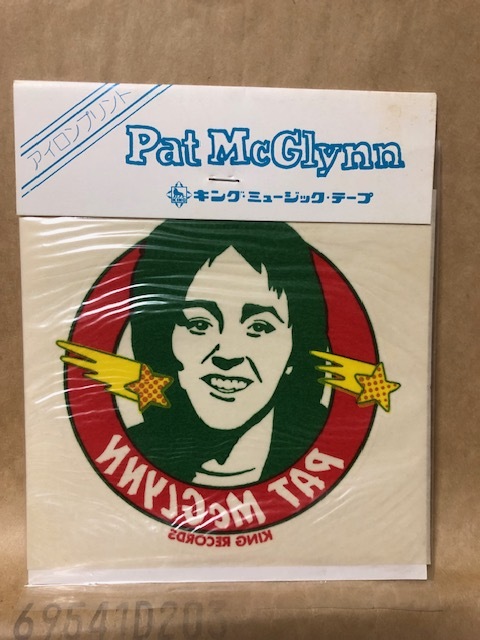 アイロンプリント
Pat McGlynn
キング・ミュージック・テープ
PAT McGLYNN
KING RECORDS
69541D203